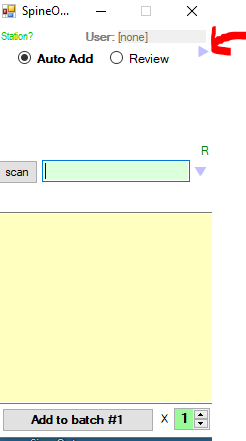 SpineO...
Station?
User: [none]
Auto Add Review
R
scan
Add to batch #1 X 1